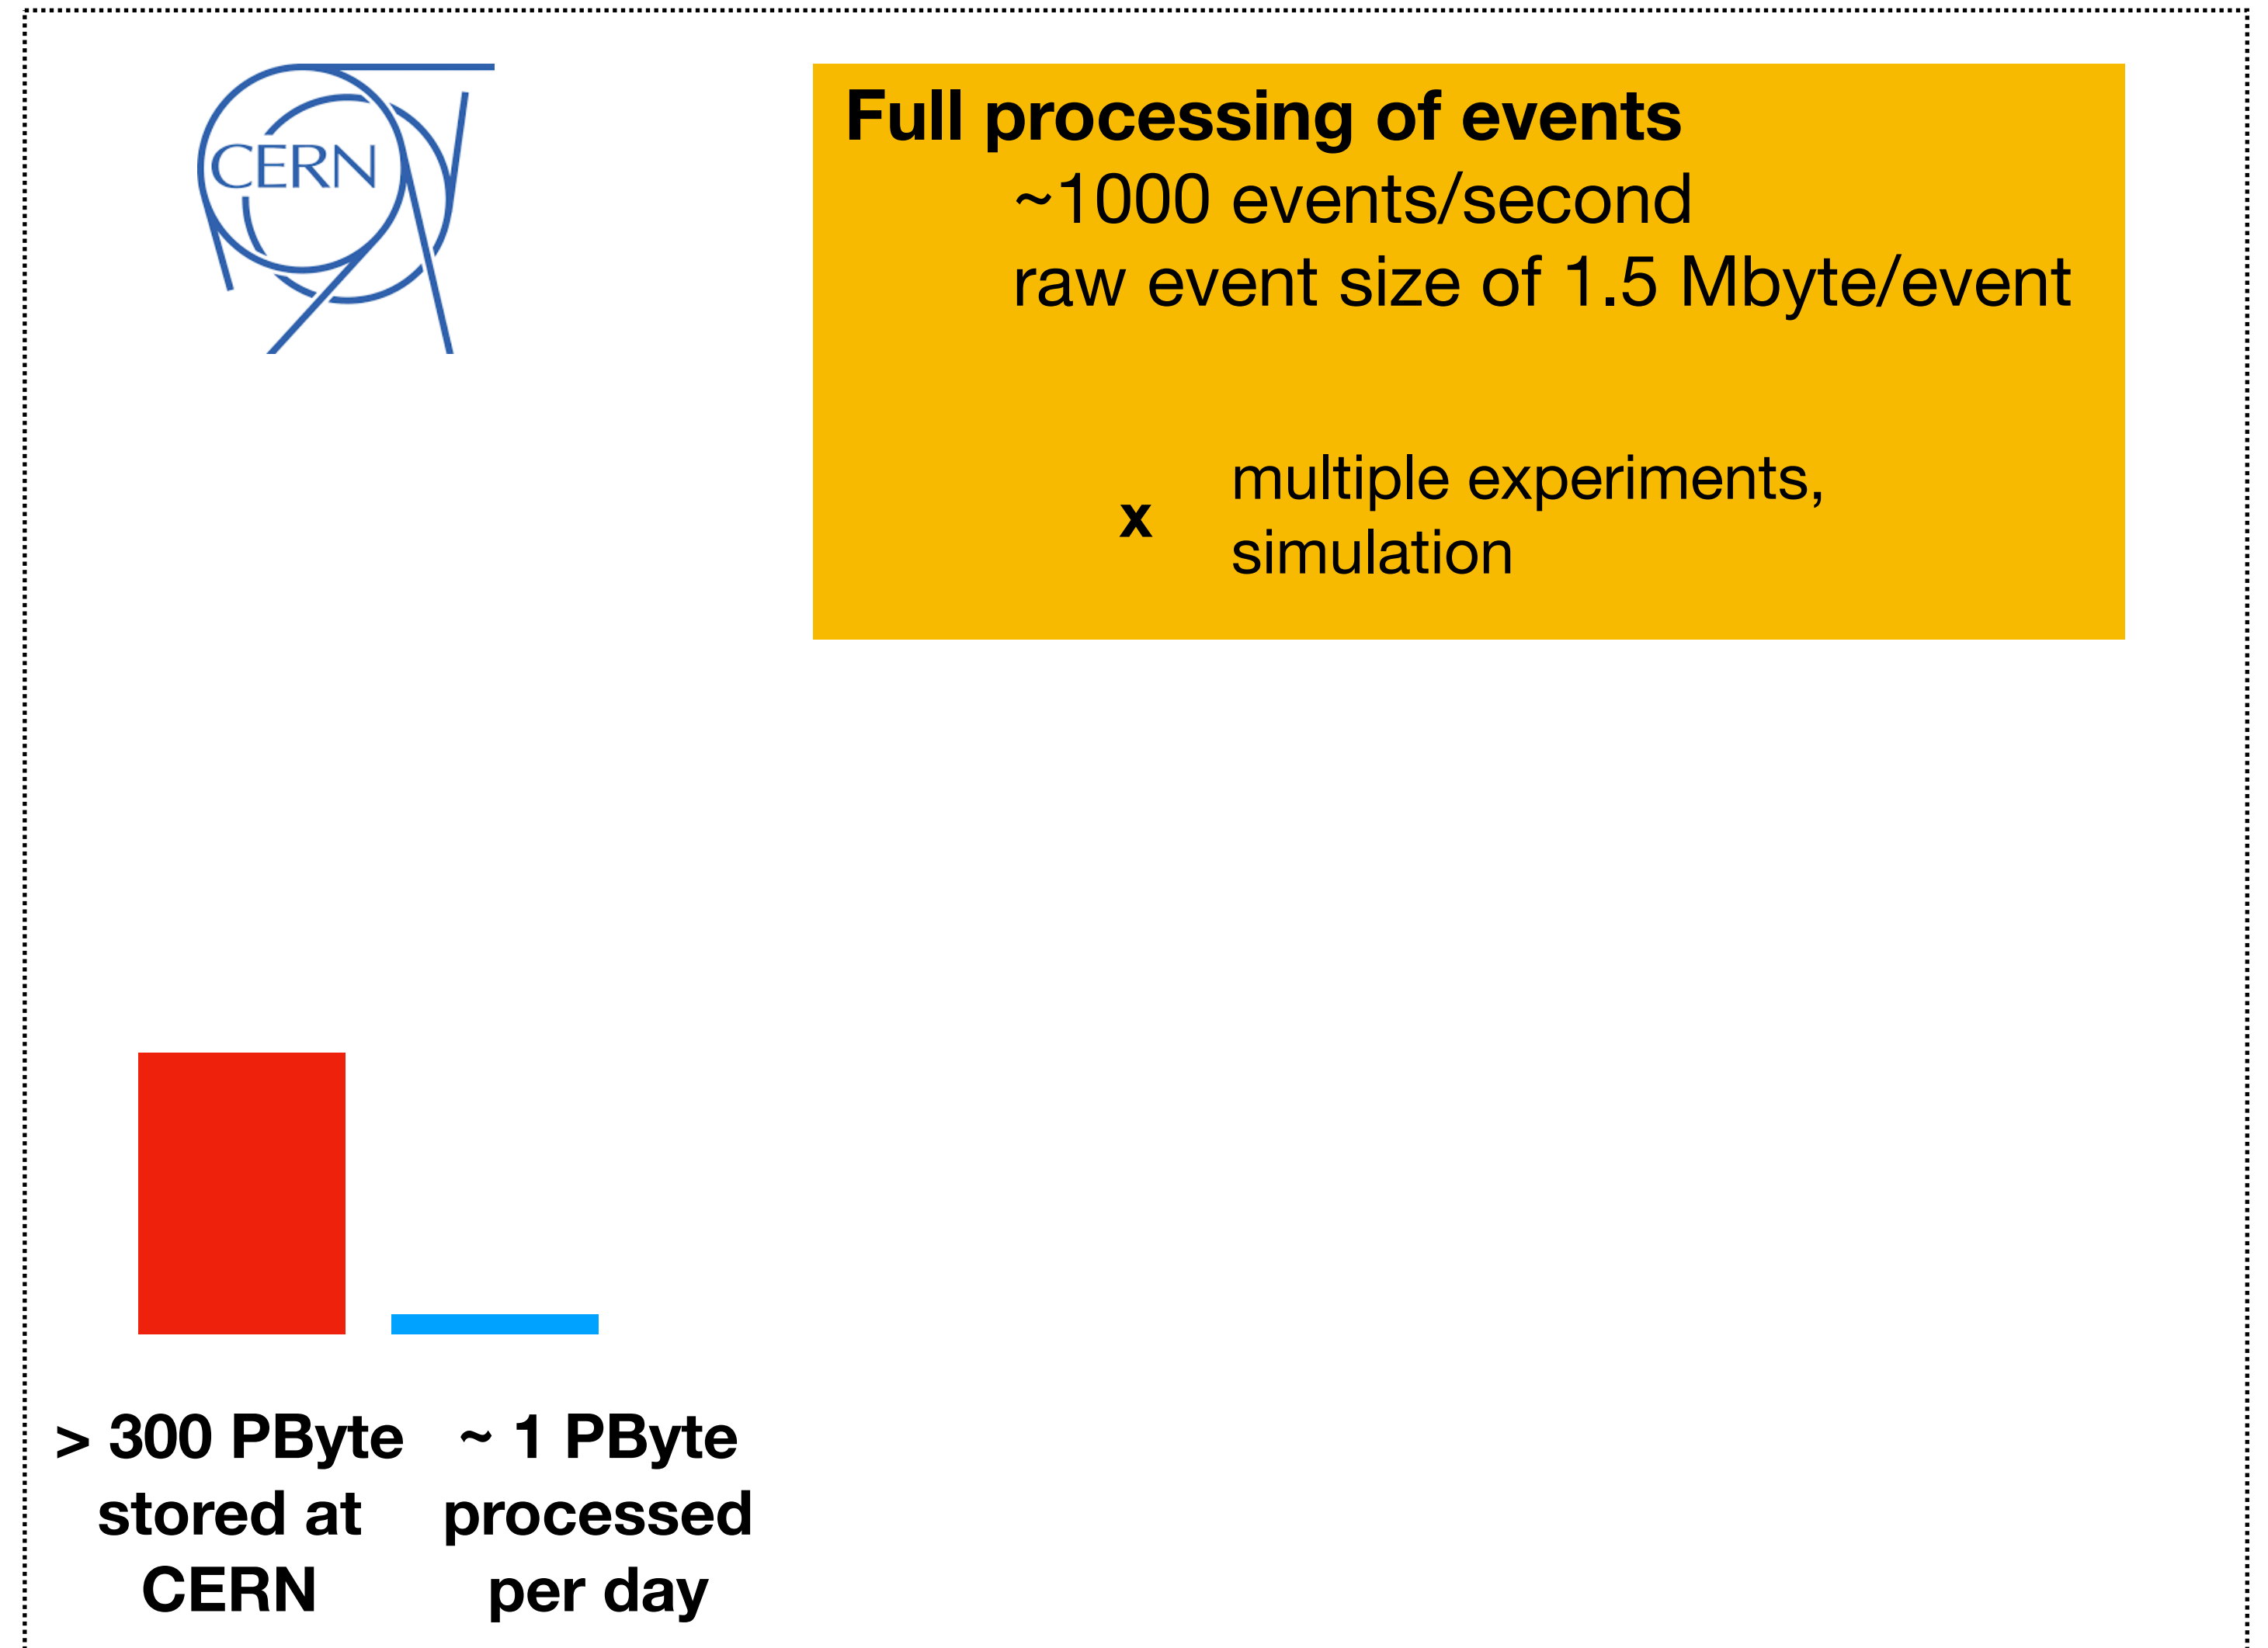 CERN
Full processing of events
~1000 events/second
raw event size of 1.5 Mbyte/event
x
multiple experiments,
simulation
> 300 PByte
stored at
CERN
~ 1 PByte
processed
per day